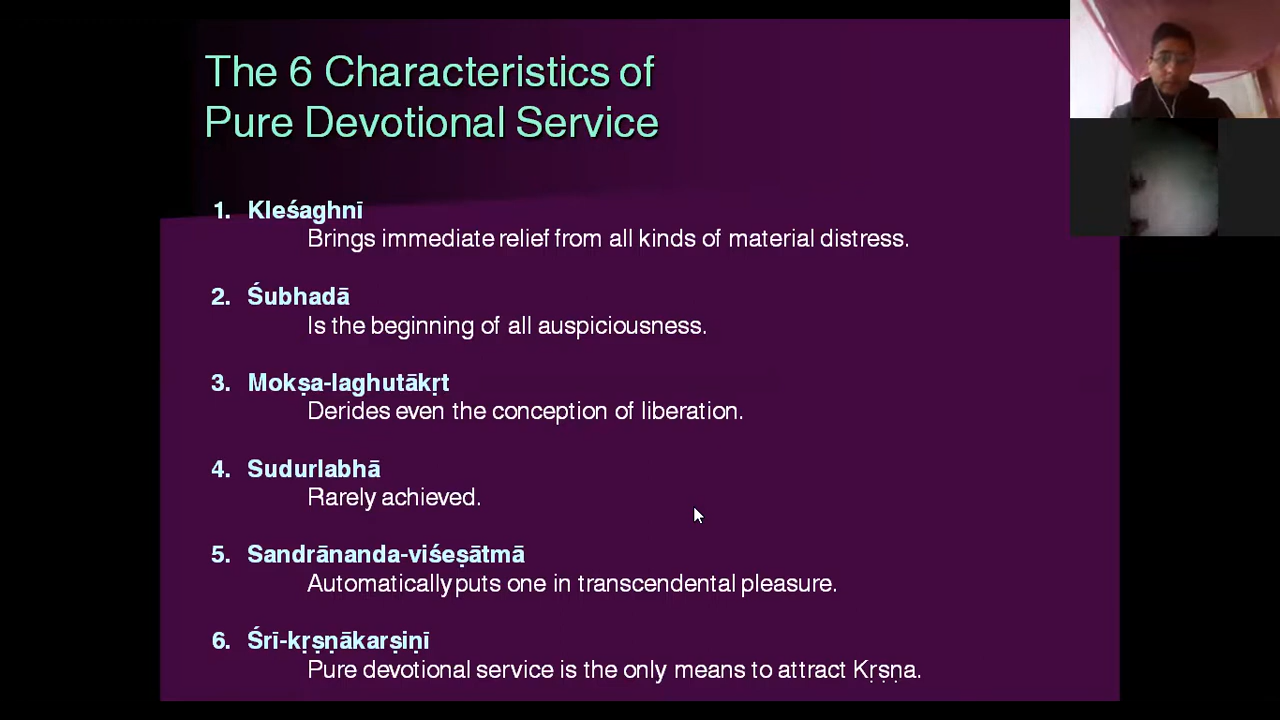 The 6 Characteristics of
Pure Devotional Service
1. Kleśaghnī
Brings immediate relief from all kinds of material distress.
2. Śubhadā
Is the beginning of all auspiciousness.
3. Mokṣa-laghutākṛt
Derides even the conception of liberation.
4. Sudurlabhā
Rarely achieved.
5. Sandrānanda-viśeṣātmā
Automatically puts one in transcendental pleasure.
6. Śrī-kṛṣṇākarṣiṇī
Pure devotional service is the only means to attract Kṛṣṇa.